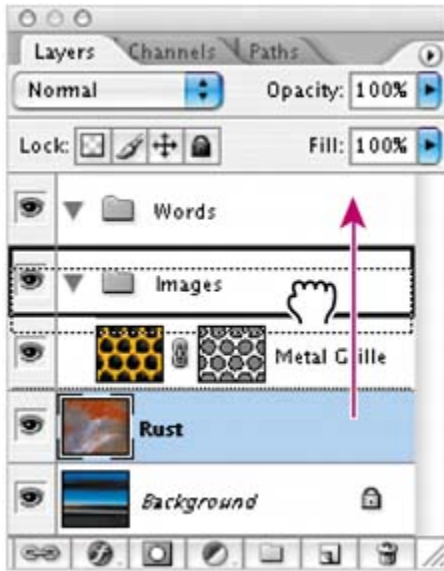 Layers Channels Paths
Normal Opacity: 100%
Lock: Fill: 100%
Words
Images
Metal Grille
Rust
Background